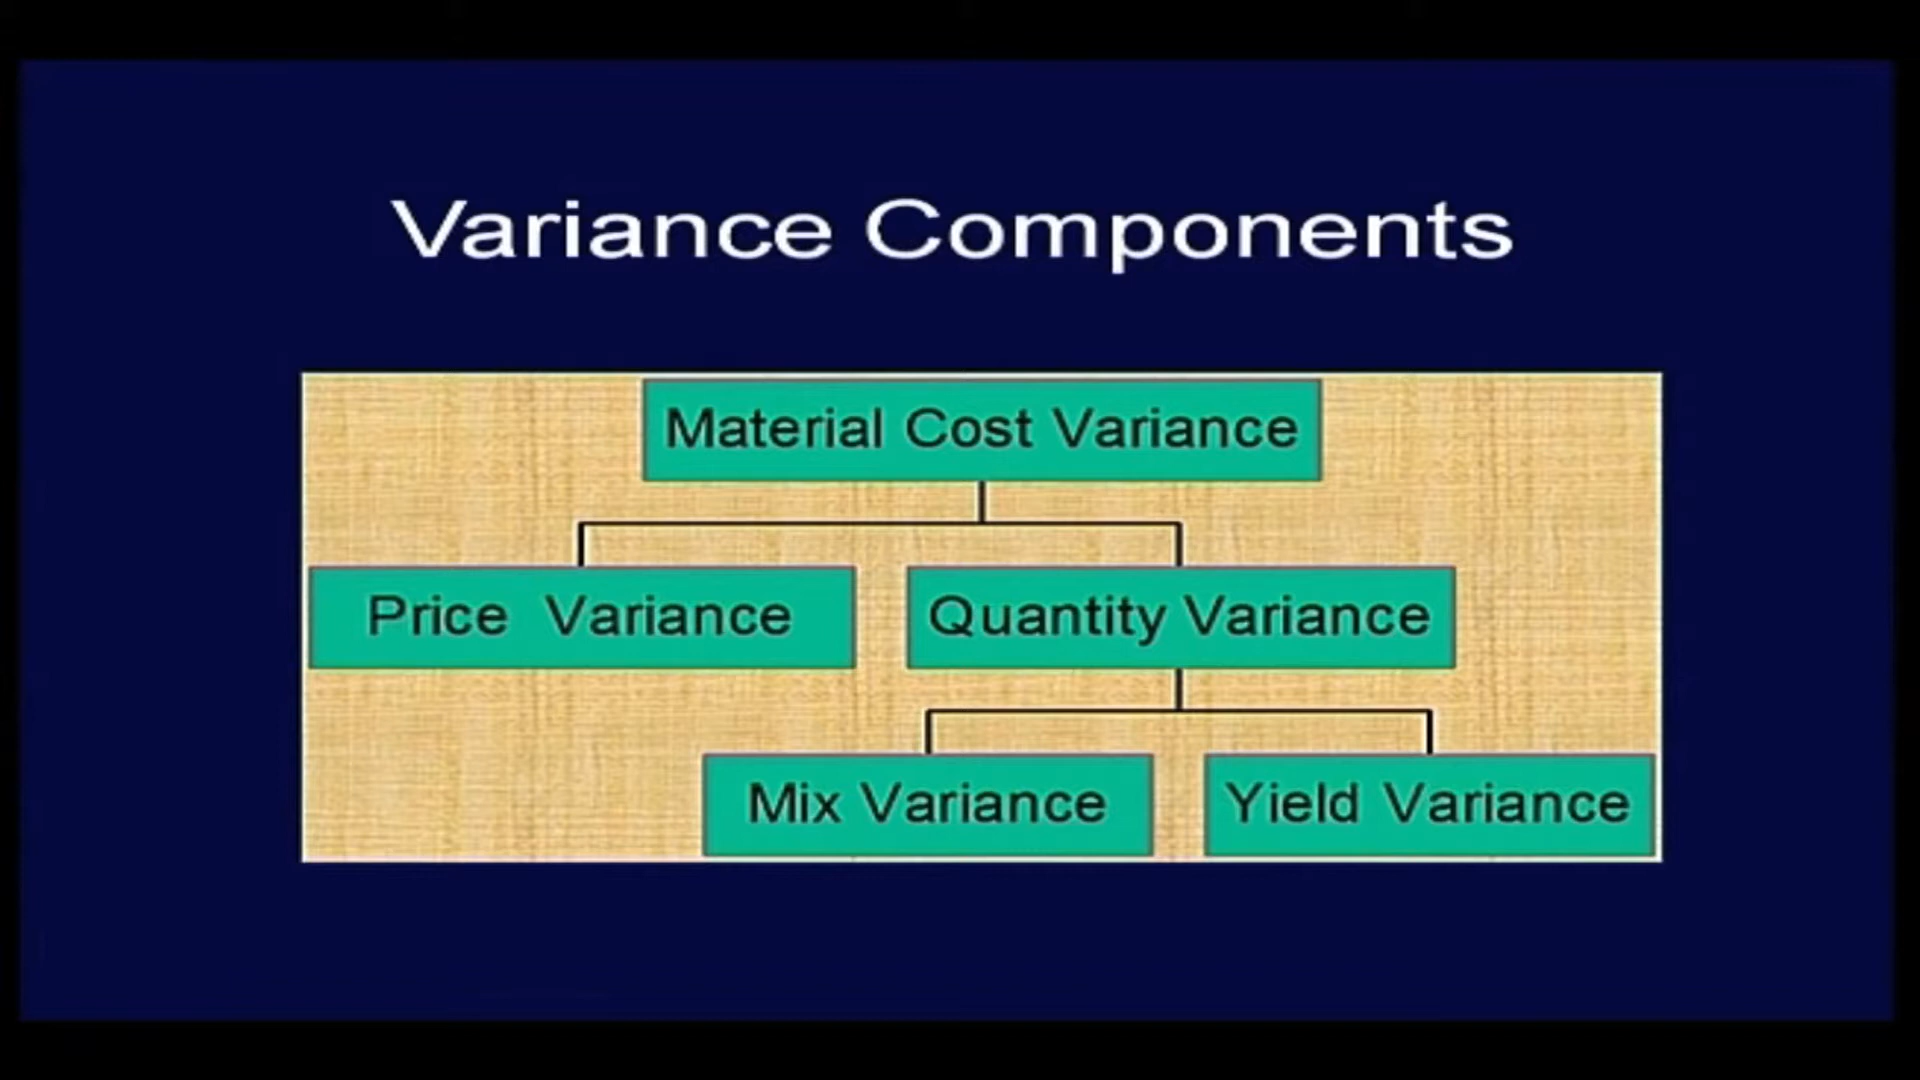 Variance Components
Material Cost Variance
Price Variance
Quantity Variance
Mix Variance
Yield Variance